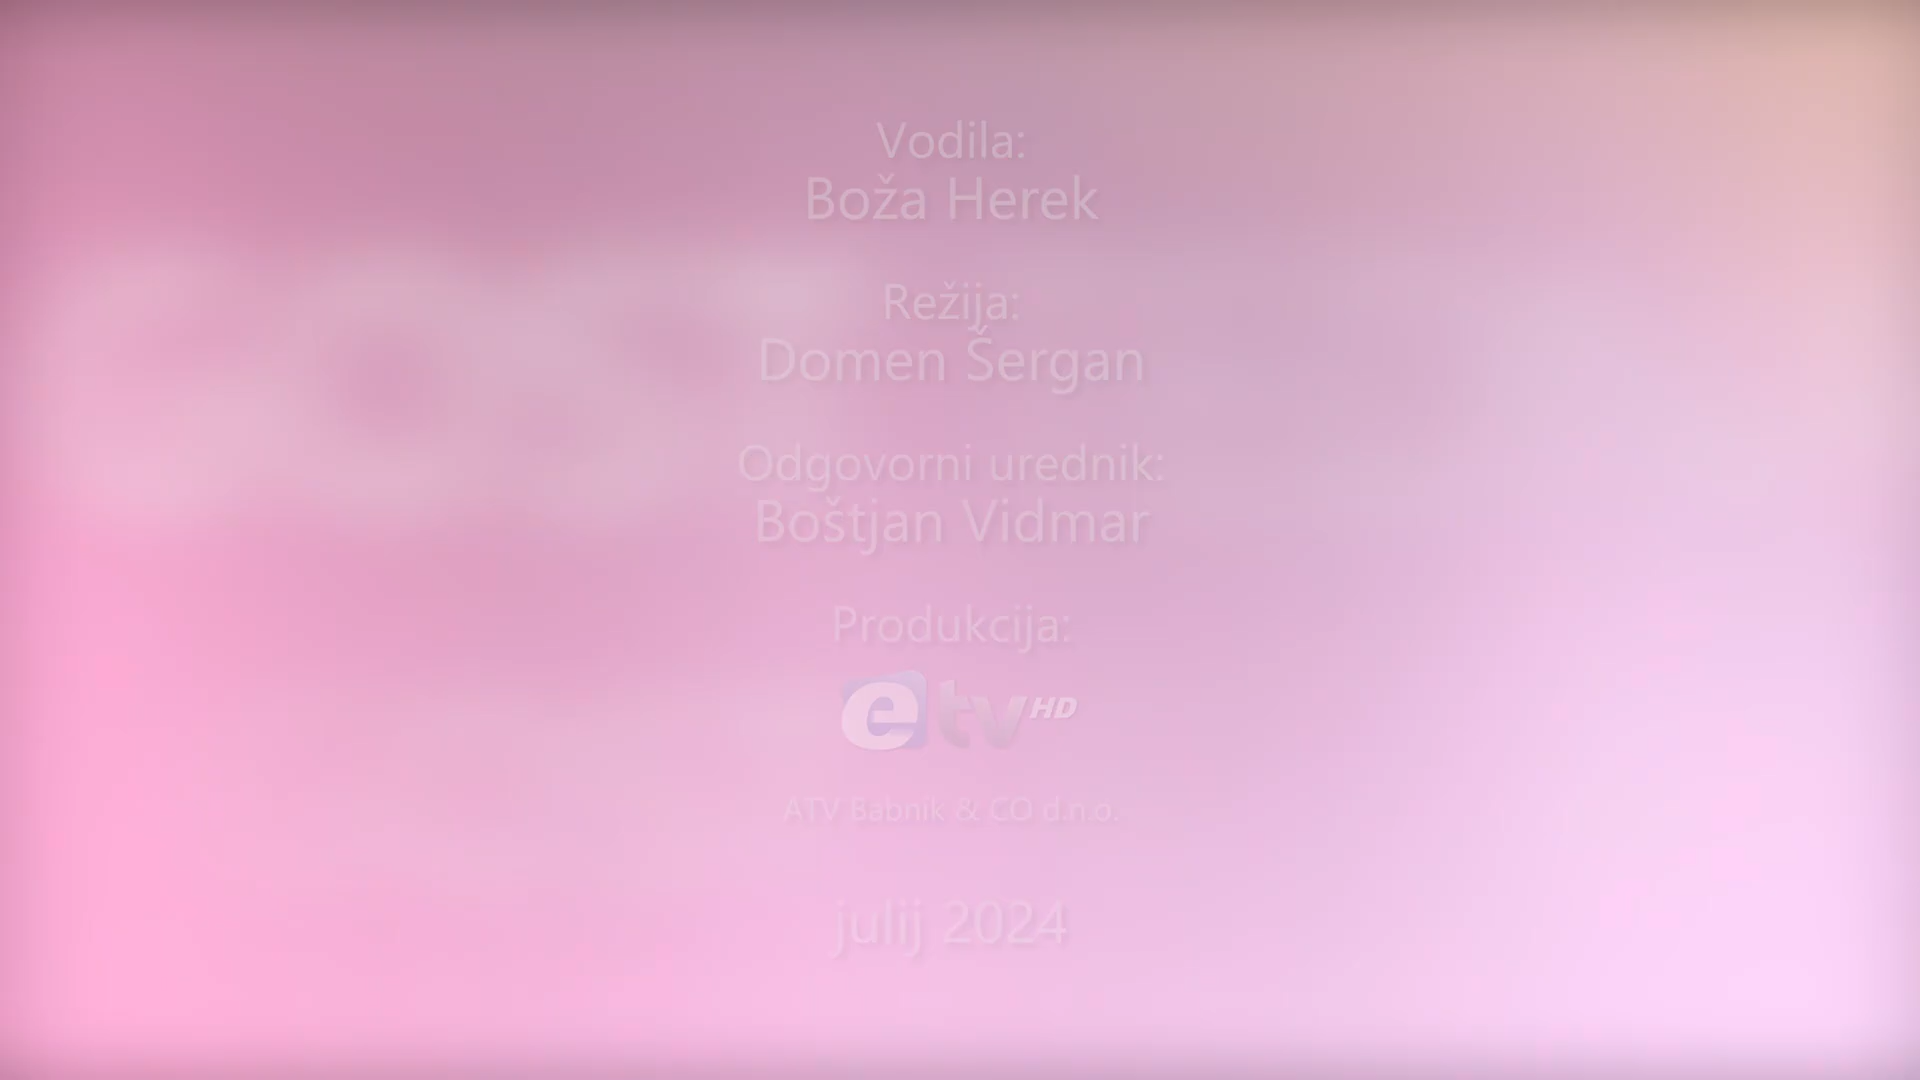 Vodila:
Boža Herek
Režija:
Domen Šergan
Odgovorni urednik:
Boštjan Vidmar
Produkcija:
etv HD
ATV Babnik & CO d.n.o.
julij 2024